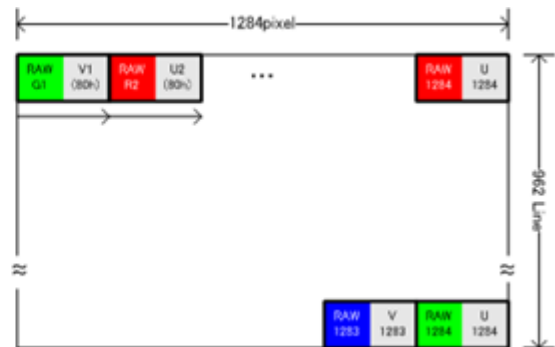 1284pixel
RAW G1
V1 (80h)
RAW R2
U2 (80h)
...
RAW 1284
U 1284
962 Line
RAW 1283
V 1283
RAW 1284
U 1284